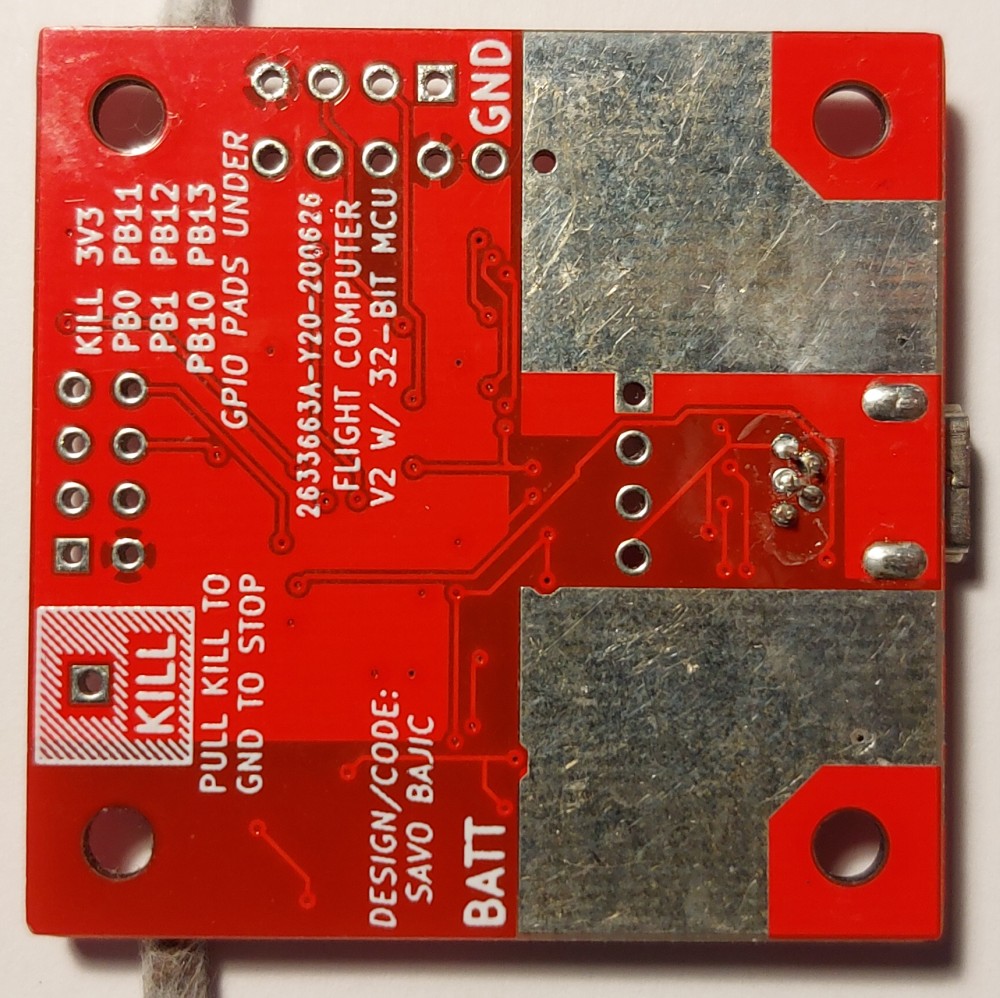 KILL
PULL KILL TO
GND TO STOP
KILL 3V3
PB0 PB11
PB1 PB12
PB10 PB13
GPIO PADS UNDER
2633663A-Y20-200626
FLIGHT COMPUTER
V2 W/ 32-BIT MCU
DESIGN/CODE:
SAVO BAJIC
BATT
GND